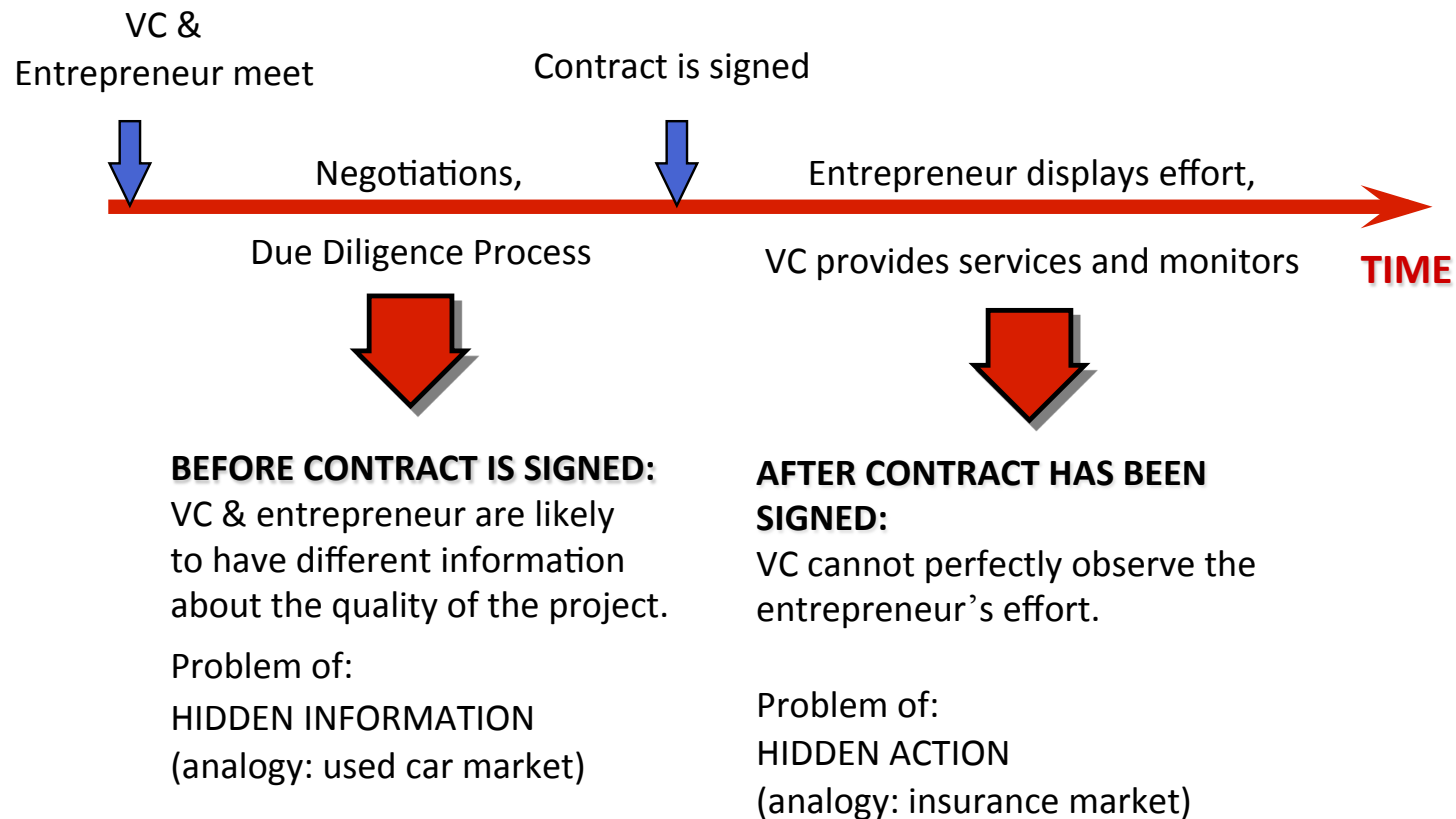 VC &
Entrepreneur meet
Contract is signed
Negotiations,
Entrepreneur displays effort,
Due Diligence Process
VC provides services and monitors
TIME
BEFORE CONTRACT IS SIGNED:
VC & entrepreneur are likely
to have different information
about the quality of the project.
Problem of:
HIDDEN INFORMATION
(analogy: used car market)
AFTER CONTRACT HAS BEEN
SIGNED:
VC cannot perfectly observe the
entrepreneur’s effort.
Problem of:
HIDDEN ACTION
(analogy: insurance market)